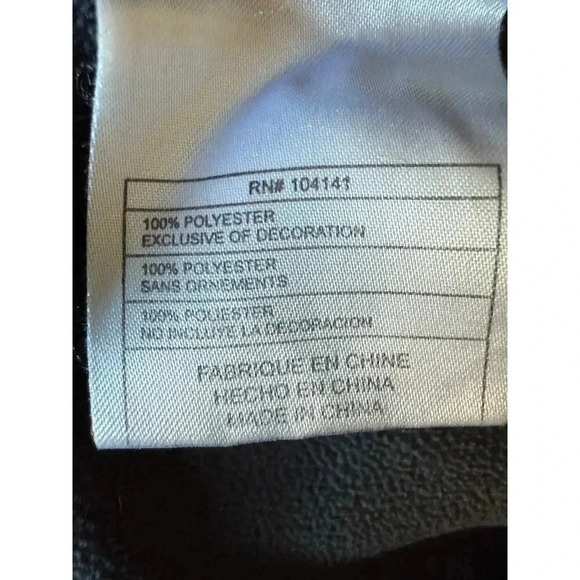 RN# 104141
100% POLYESTER
EXCLUSIVE OF DECORATION
100% POLYESTER
SANS ORNEMENTS
100% POLIESTER
NO INCLUYE LA DECORACION
FABRIQUE EN CHINE
HECHO EN CHINA
MADE IN CHINA